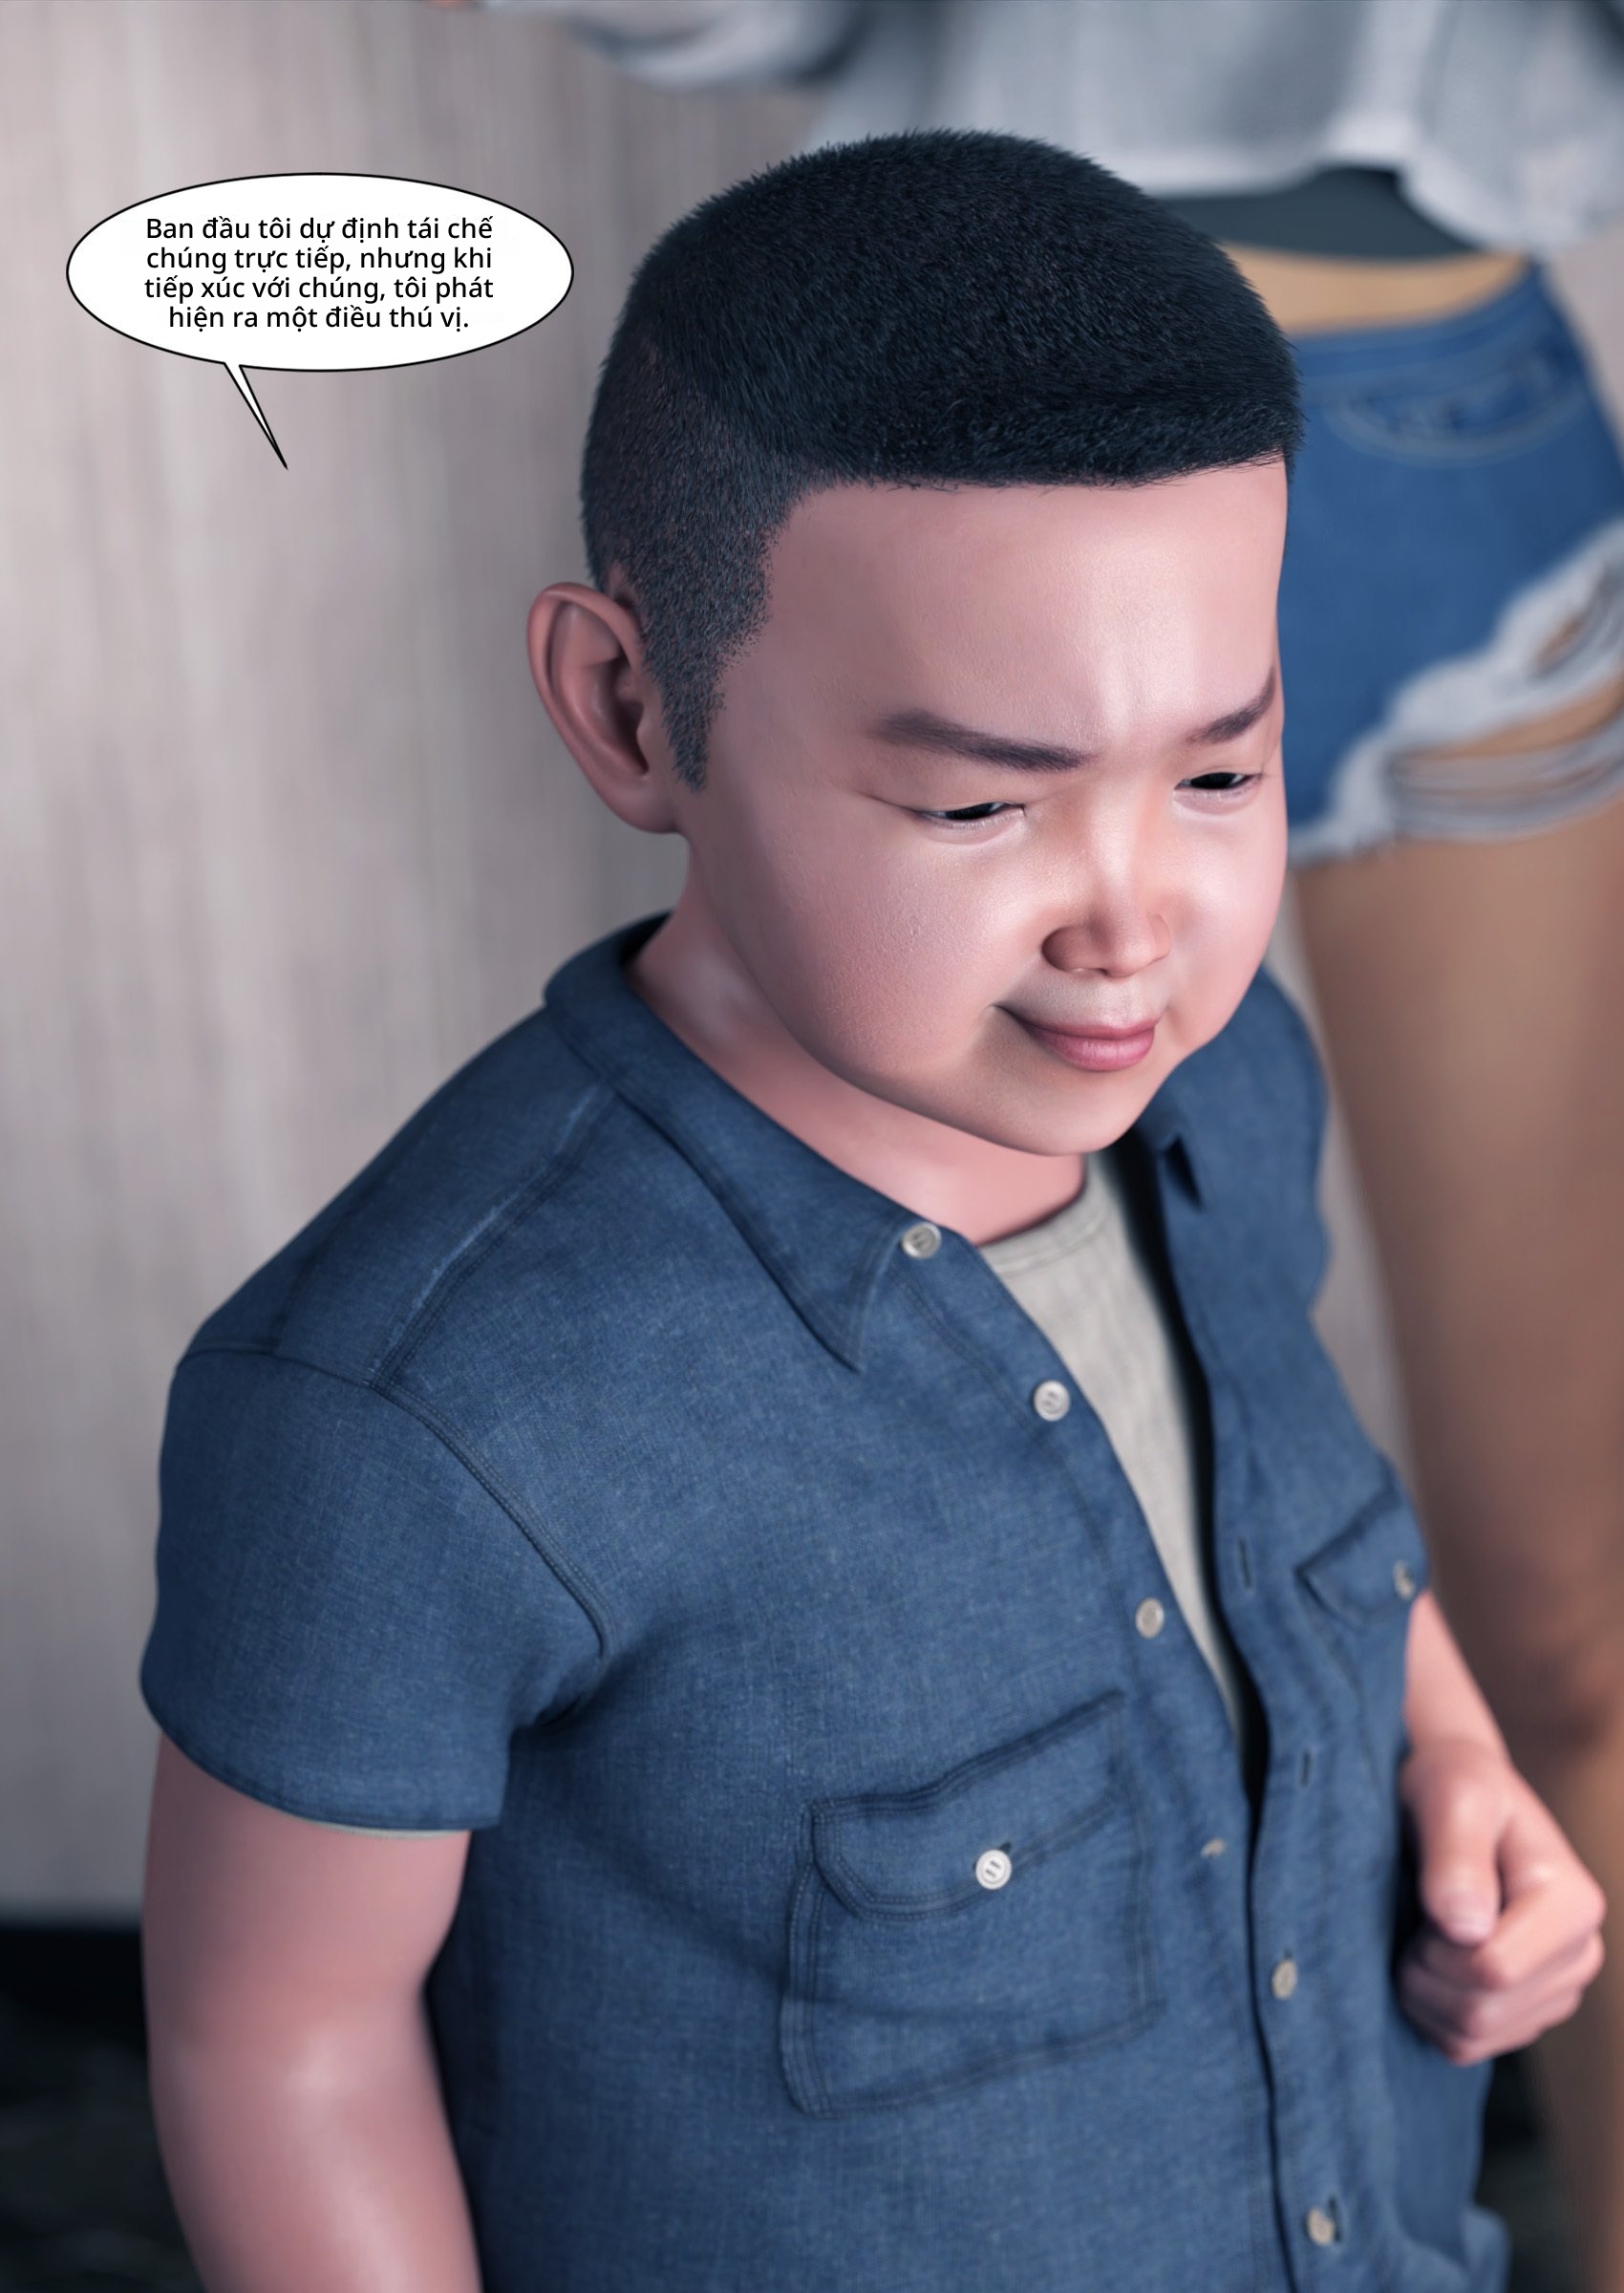 Ban đầu tôi dự định tái chế
chúng trực tiếp, nhưng khi
tiếp xúc với chúng, tôi phát
hiện ra một điều thú vị.